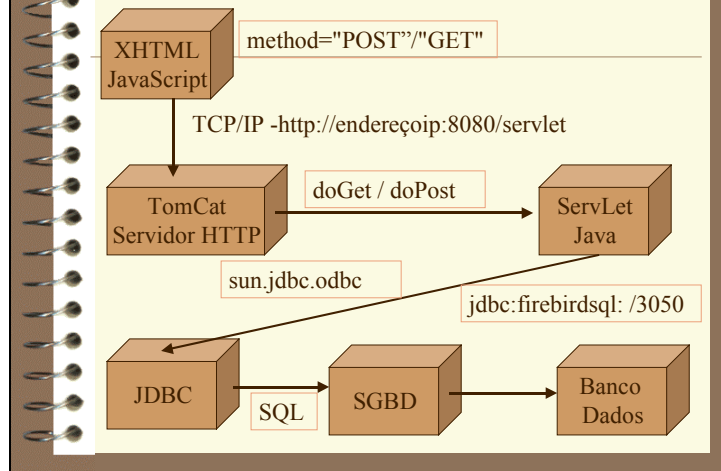 XHTML
JavaScript
method="POST”/"GET"
TCP/IP -http://endereçoip:8080/servlet
TomCat
Servidor HTTP
doGet / doPost
ServLet
Java
sun.jdbc.odbc
jdbc:firebirdsql: /3050
JDBC
SQL
SGBD
Banco
Dados